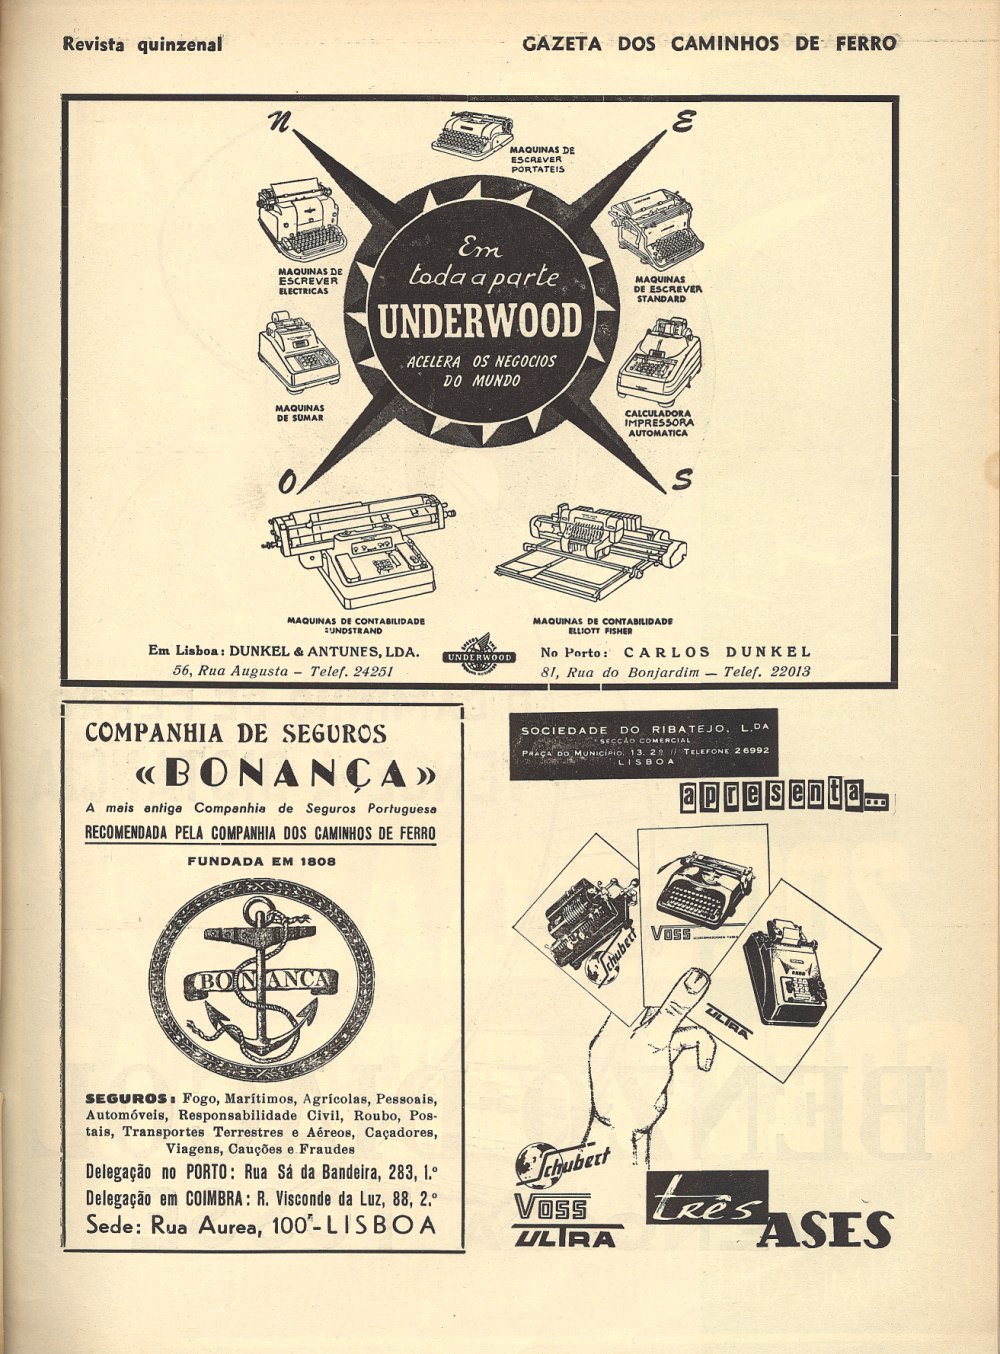 Revista quinzenal
GAZETA DOS CAMINHOS DE FERRO
N
E
MAQUINAS DE
ESCREVER
PORTATEIS
MAQUINAS DE
ESCREVER
ELECTRICAS
MAQUINAS
DE ESCREVER
STANDARD
Em
toda a parte
UNDERWOOD
ACELERA OS NEGOCIOS
DO MUNDO
MAQUINAS
DE SUMAR
CALCULADORA
IMPRESSORA
AUTOMATICA
O
S
MAQUINAS DE CONTABILIDADE
SUNDSTRAND
MAQUINAS DE CONTABILIDADE
ELLIOTT FISHER
Em Lisboa: DUNKEL & ANTUNES, LDA.
56, Rua Augusta — Telef. 24251
UNDERWOOD
No Porto: CARLOS DUNKEL
81, Rua do Bonjardim — Telef. 22013
COMPANHIA DE SEGUROS
«BONANÇA»
A mais antiga Companhia de Seguros Portuguesa
RECOMENDADA PELA COMPANHIA DOS CAMINHOS DE FERRO
FUNDADA EM 1808
BONANÇA
SEGUROS: Fogo, Marítimos, Agrícolas, Pessoais,
Automóveis, Responsabilidade Civil, Roubo, Pos-
tais, Transportes Terrestres e Aéreos, Caçadores,
Viagens, Cauções e Fraudes
Delegação no PORTO: Rua Sá da Bandeira, 283, 1.º
Delegação em COIMBRA: R. Visconde da Luz, 88, 2.º
Sede: Rua Aurea, 100 - LISBOA
SOCIEDADE DO RIBATEJO, L.DA
SECÇÃO COMERCIAL
PRAÇA DO MUNICÍPIO, 13, 2º // TELEFONE 26992
LISBOA
apresenta...
Schubert
VOSS
ULTRA
Schubert
VOSS
ULTRA
três
ASES